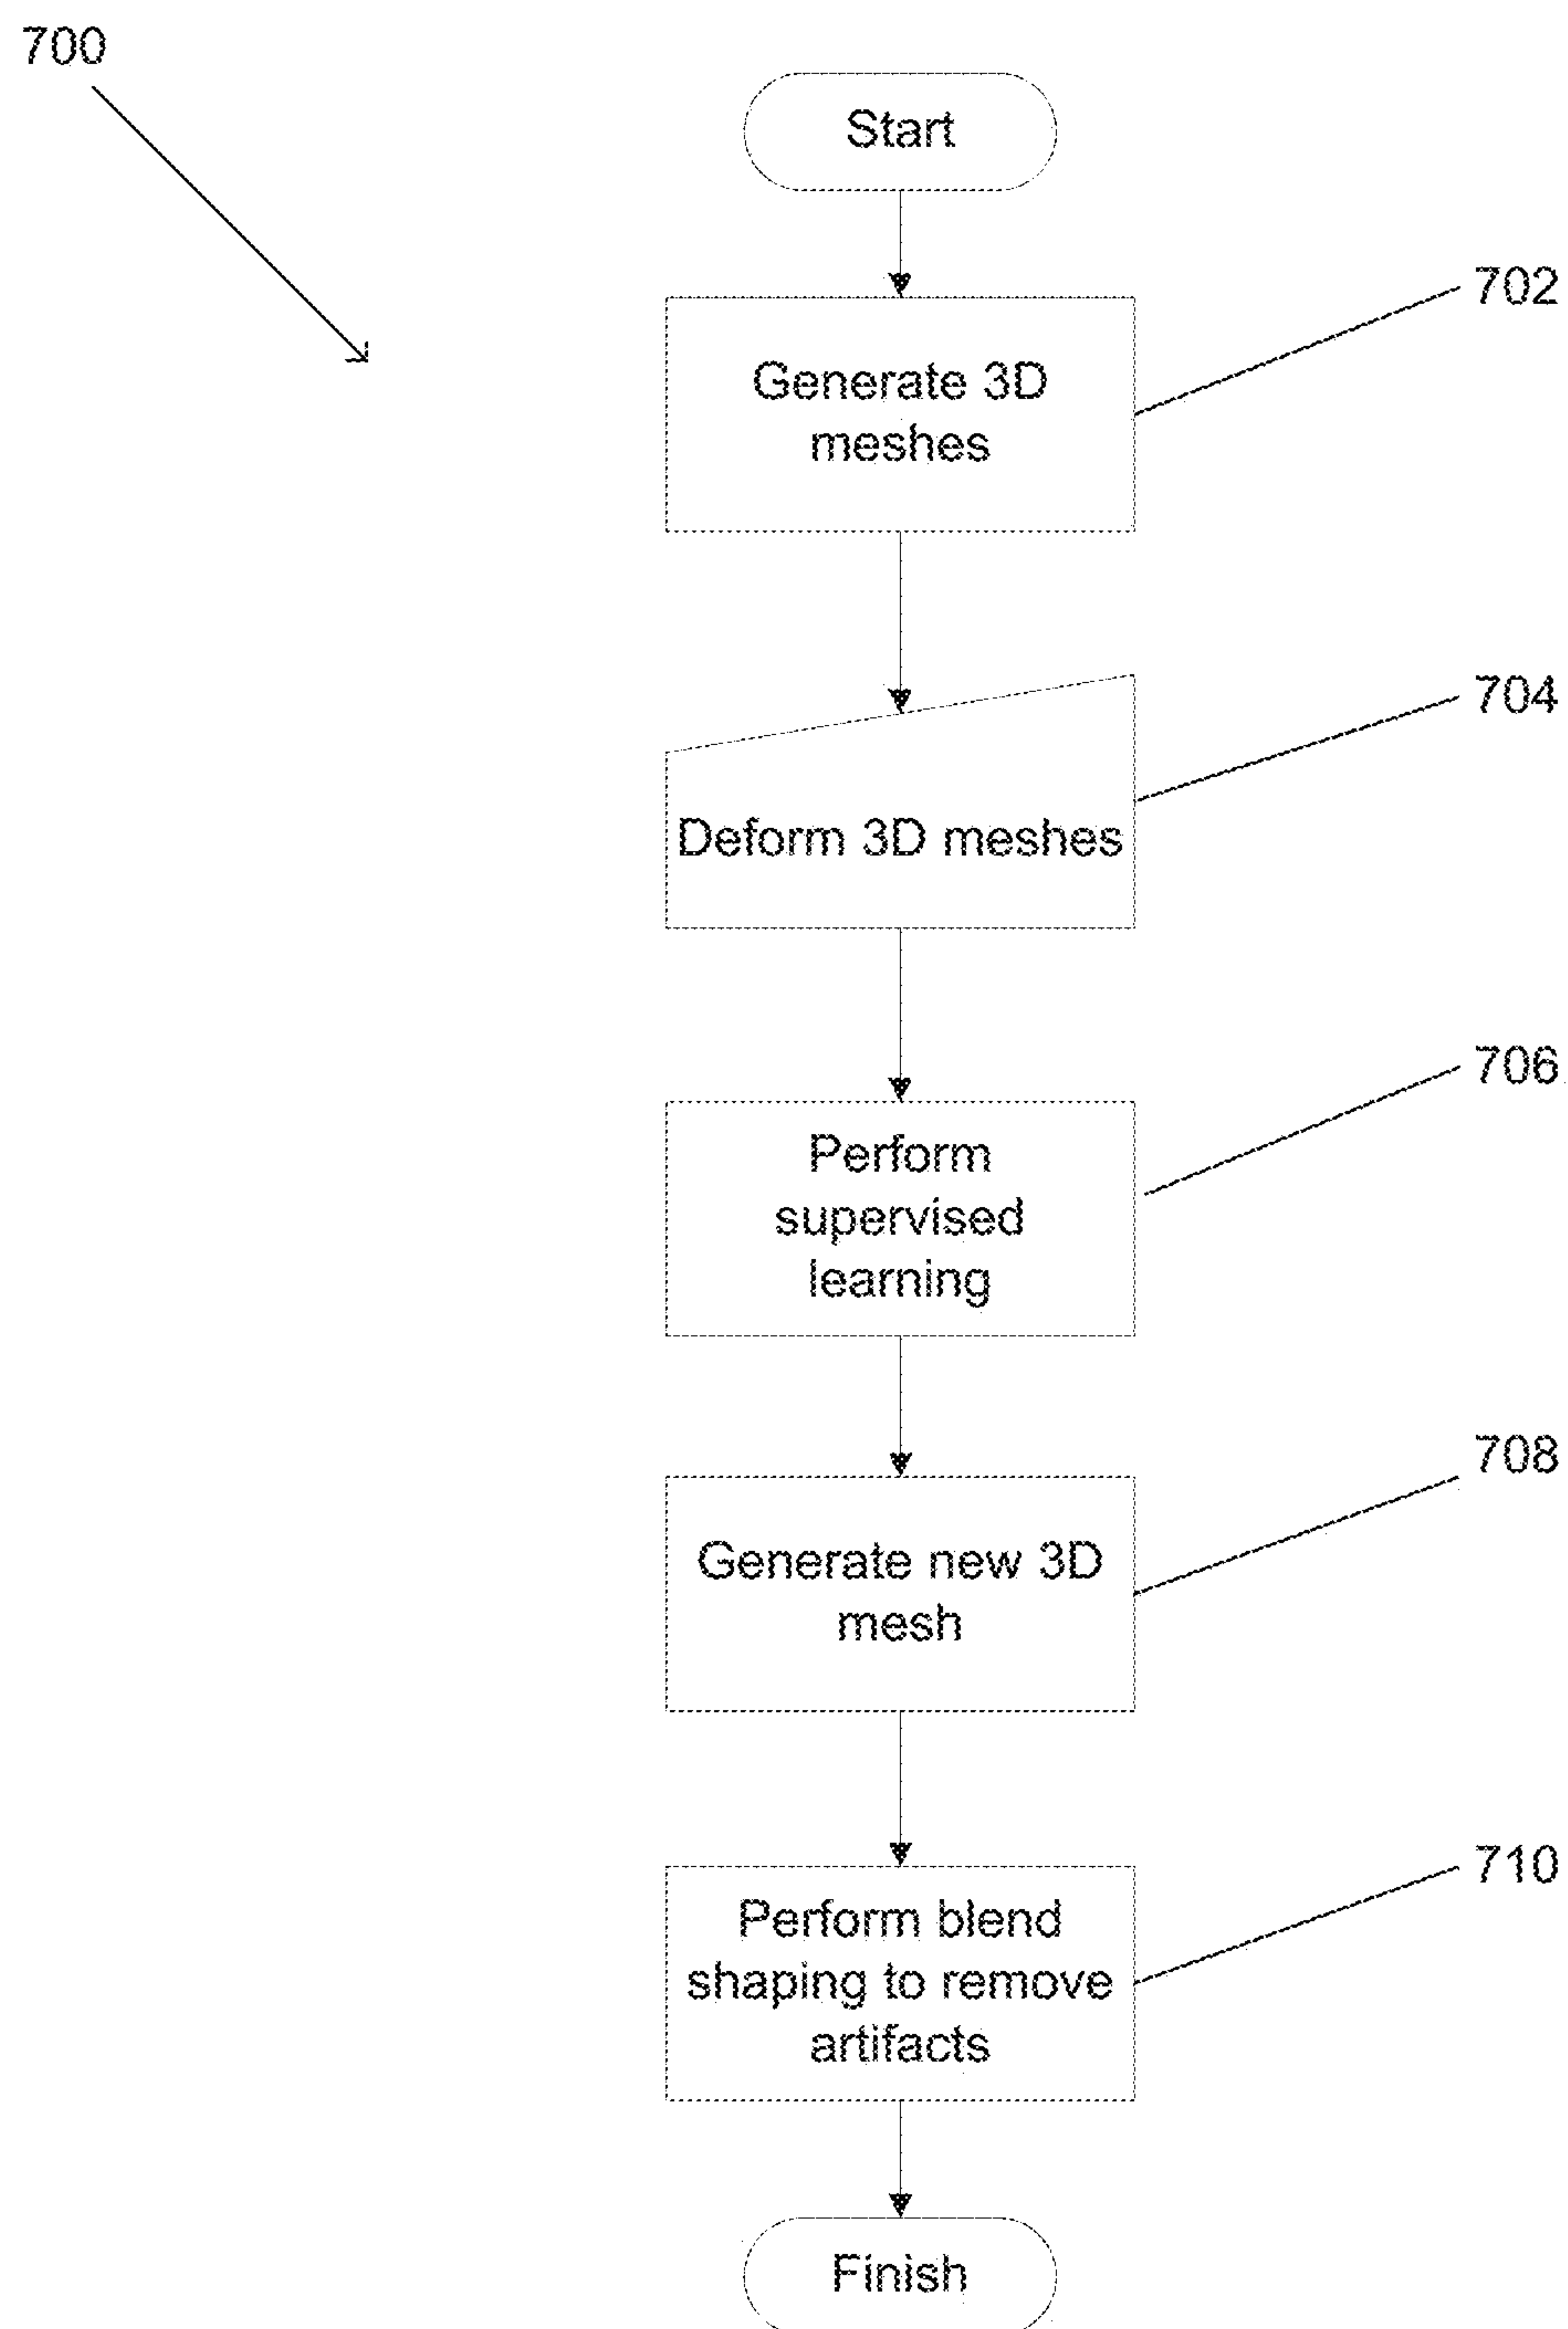 700
Start
702
Generate 3D
meshes
704
Deform 3D meshes
706
Perform
supervised
learning
708
Generate new 3D
mesh
710
Perform blend
shaping to remove
artifacts
Finish